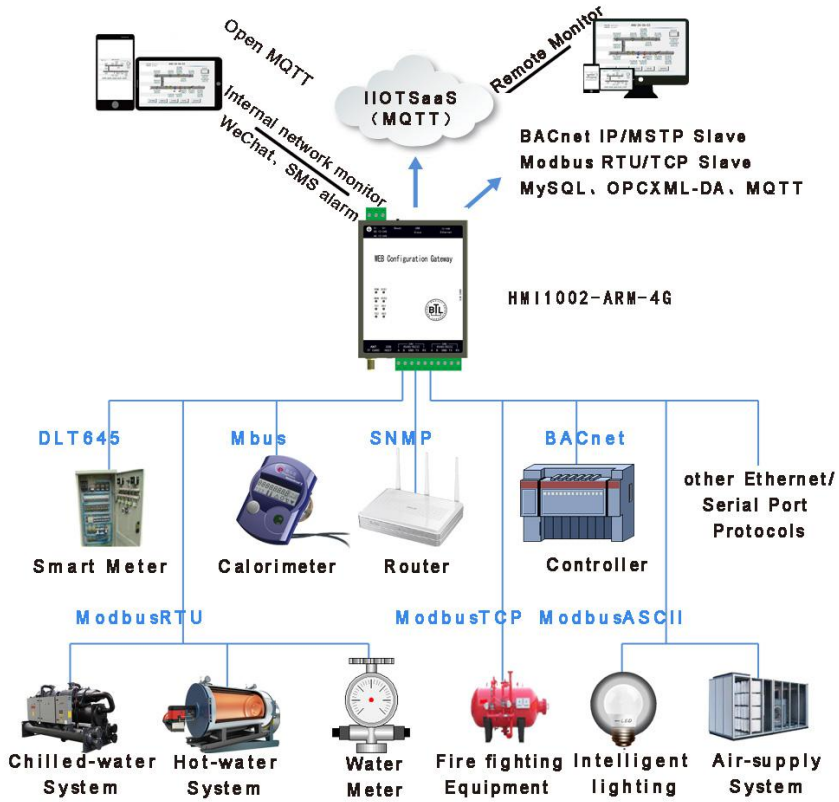 Open MQTT
Remote Monitor
IIOTSaaS
(MQTT)
Internal network monitor
WeChat、SMS alarm
BACnet IP/MSTP Slave
Modbus RTU/TCP Slave
MySQL、OPCXML-DA、MQTT
WEB Configuration Gateway
BTL
HMI1002-ARM-4G
DLT645
Mbus
SNMP
BACnet
other Ethernet/
Serial Port
Protocols
Smart Meter
Calorimeter
Router
Controller
ModbusRTU
ModbusTCP
ModbusASCII
Chilled-water
System
Hot-water
System
Water
Meter
Fire fighting
Equipment
Intelligent
lighting
Air-supply
System